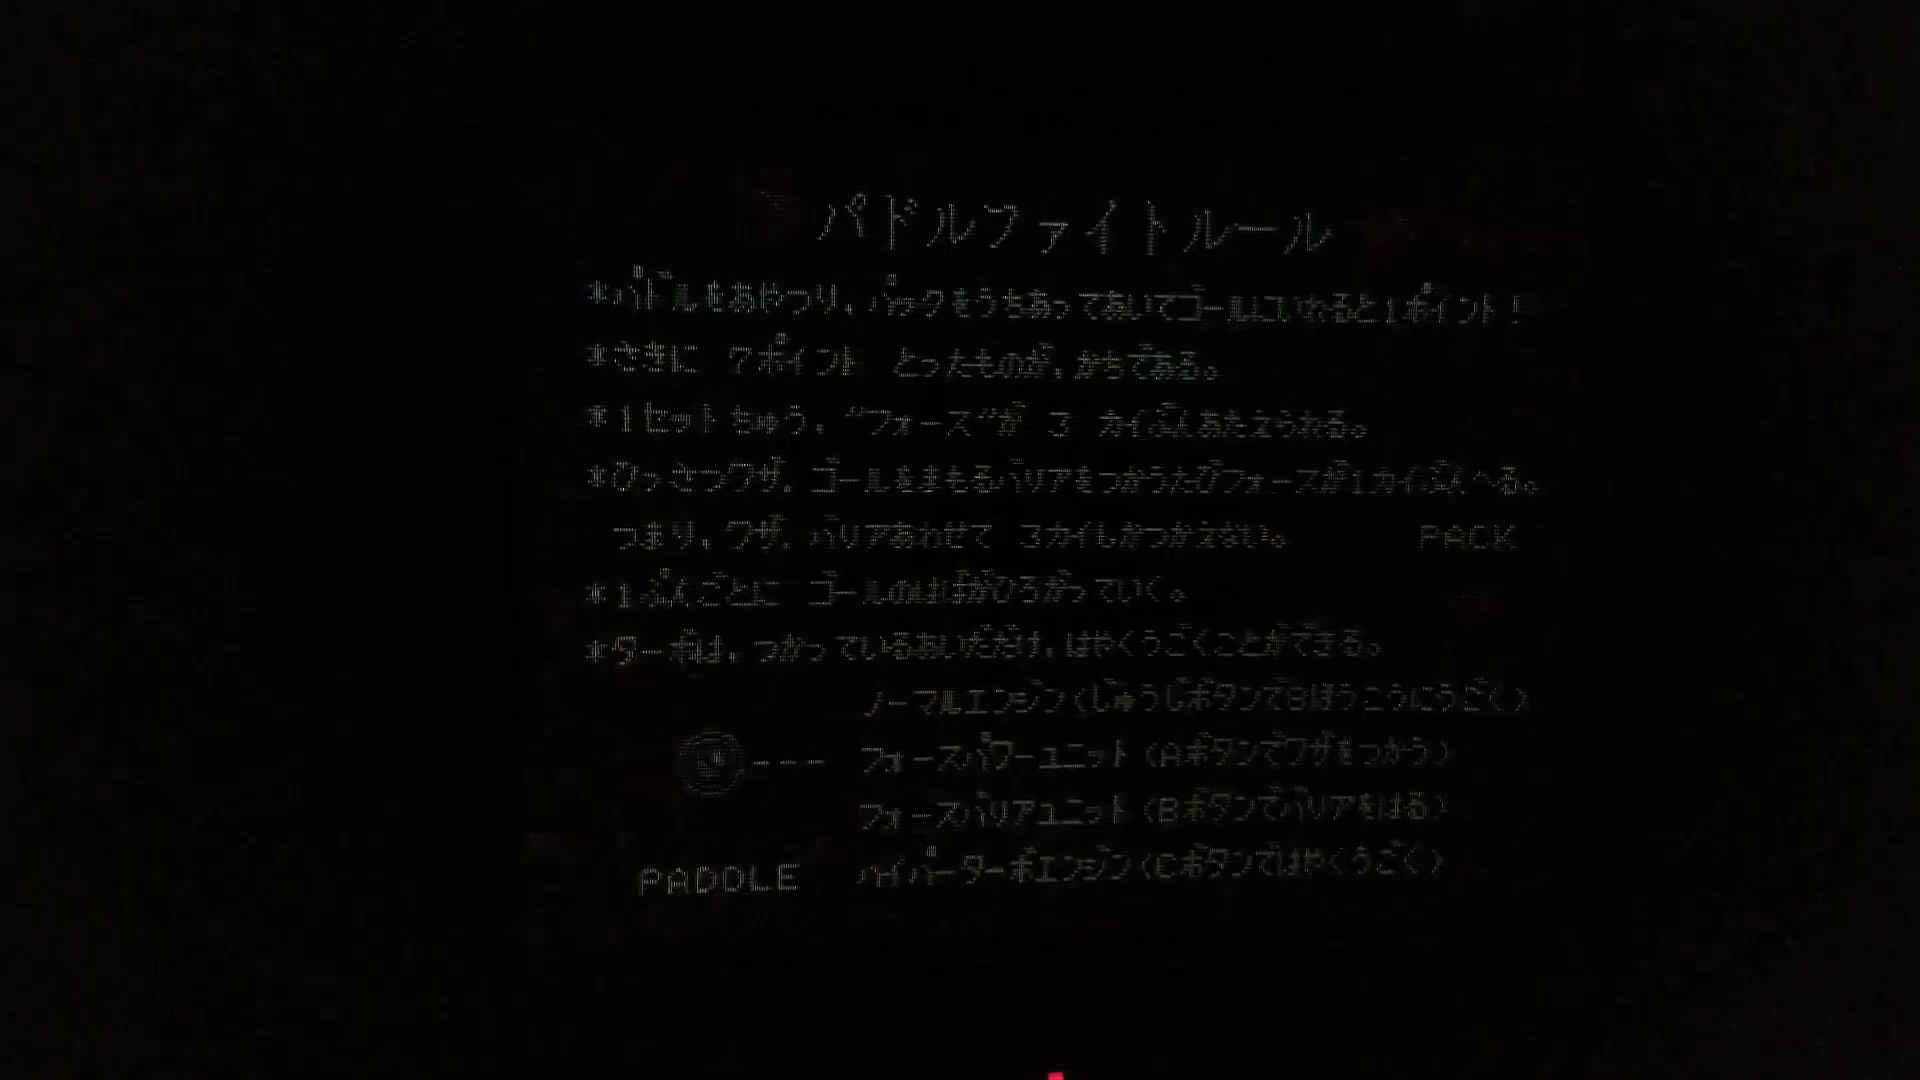 パドルファイトルール
*パドルをあやつり、パックをうちあってあいてゴールにいれると1ポイント!
*さきに 7ポイント とったものが、かちである。
*1セットちゅう、"フォース"が 3 カイぶんあたえられる。
*ひっさつワザ、ゴールをまもるバリアをつかうたびフォースが1カイぶんへる。
つまり、ワザ、バリアあわせて 3カイしかつかえない。 PACK
*1ぷんごとに ゴールのはばがひろがっていく。
*ターボは、つかっているあいだだけ、はやくうごくことができる。
ノーマルエンジン(じゅうじボタンで8ほうこうにうごく)
--- フォースパワーユニット(Aボタンでワザをつかう)
フォースバリアユニット(Bボタンでバリアをはる)
PADDLE ハイパーターボエンジン(Cボタンではやくうごく)